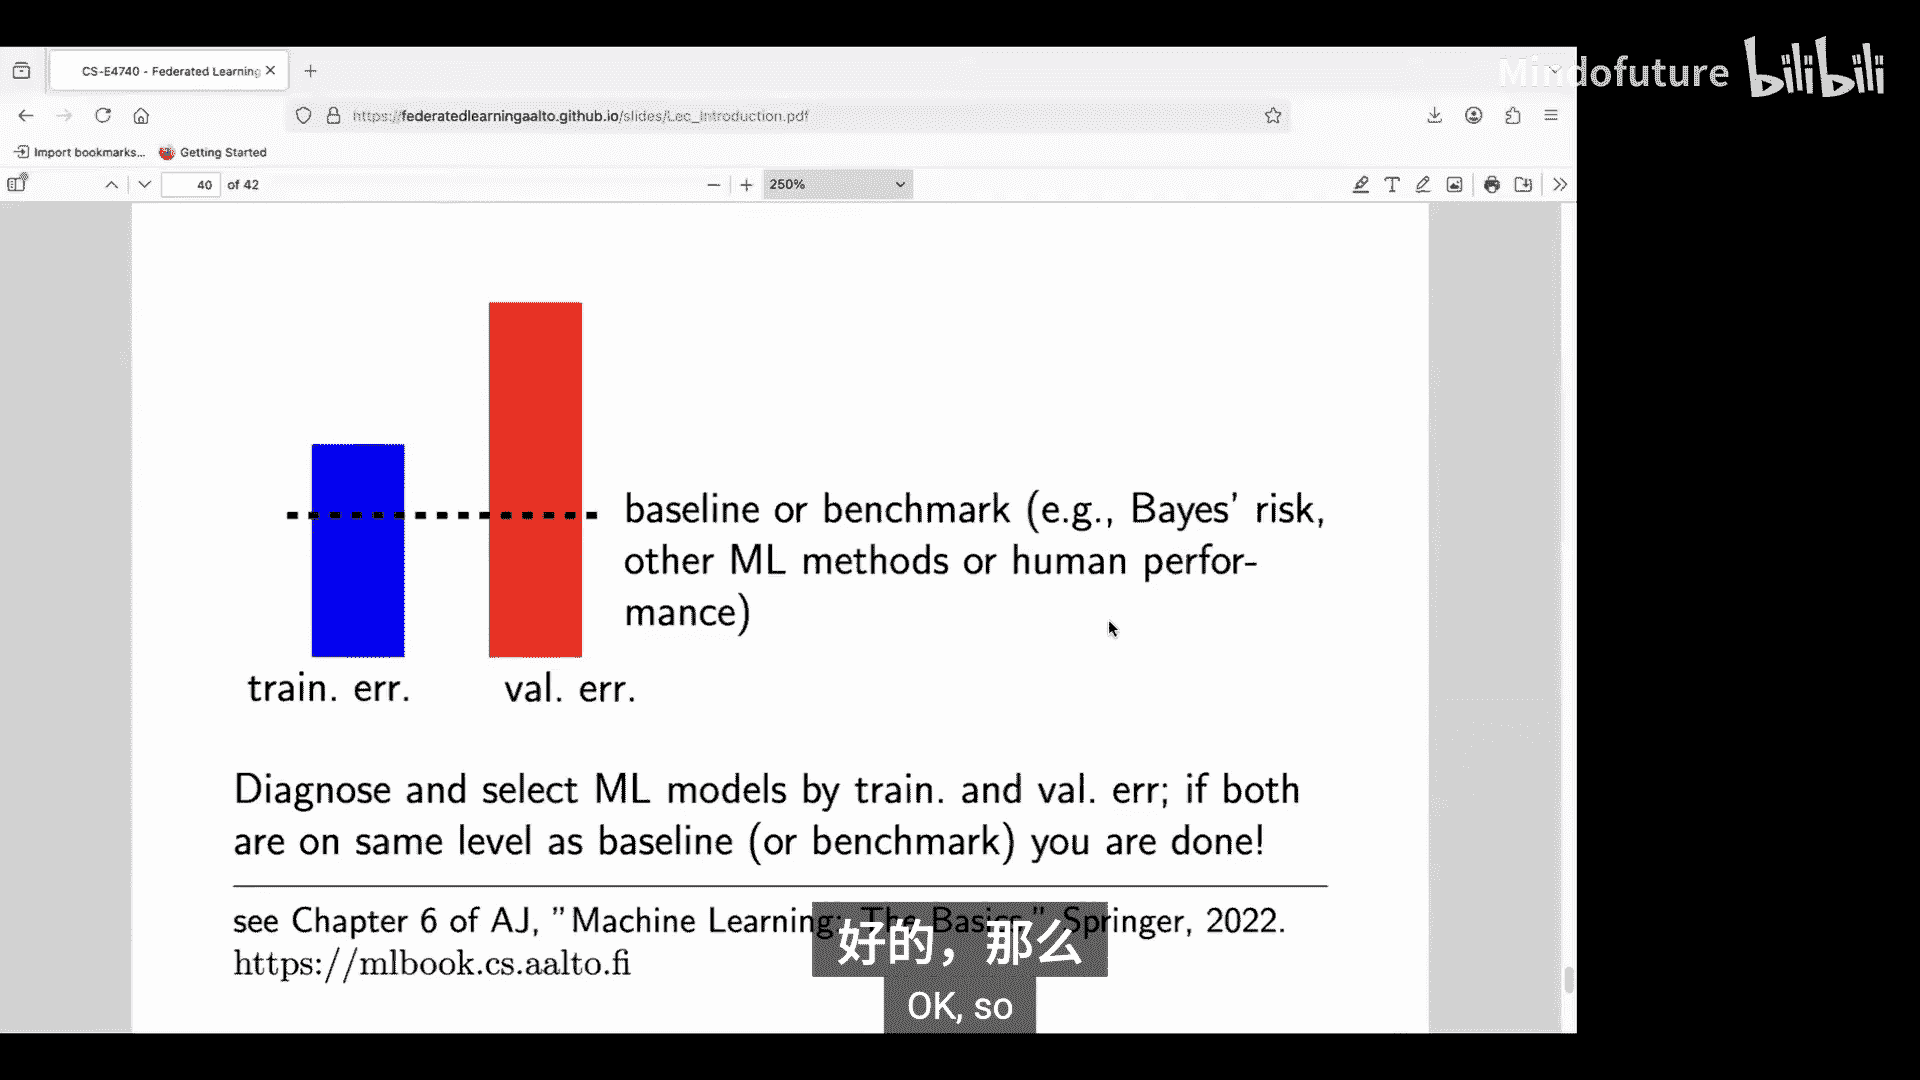 Mindofuture bilibili
CS-E4740 - Federated Learning
https://federatedlearningaalto.github.io/slides/Lec_Introduction.pdf
Import bookmarks... Getting Started
40 of 42
250%
baseline or benchmark (e.g., Bayes' risk,
other ML methods or human perfor-
mance)
train. err. val. err.
Diagnose and select ML models by train. and val. err; if both
are on same level as baseline (or benchmark) you are done!
see Chapter 6 of AJ, "Machine Learning: The Basics." Springer, 2022.
https://mlbook.cs.aalto.fi
好的，那么
OK, so